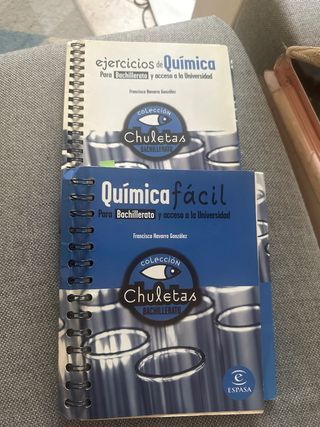 ejercicios de Química
Para Bachillerato y acceso a la Universidad
Francisco Navarro González
COLECCIÓN
Chuletas
BACHILLERATO
Química fácil
Para Bachillerato y acceso a la Universidad
Francisco Navarro González
COLECCIÓN
Chuletas
BACHILLERATO
e
ESPASA